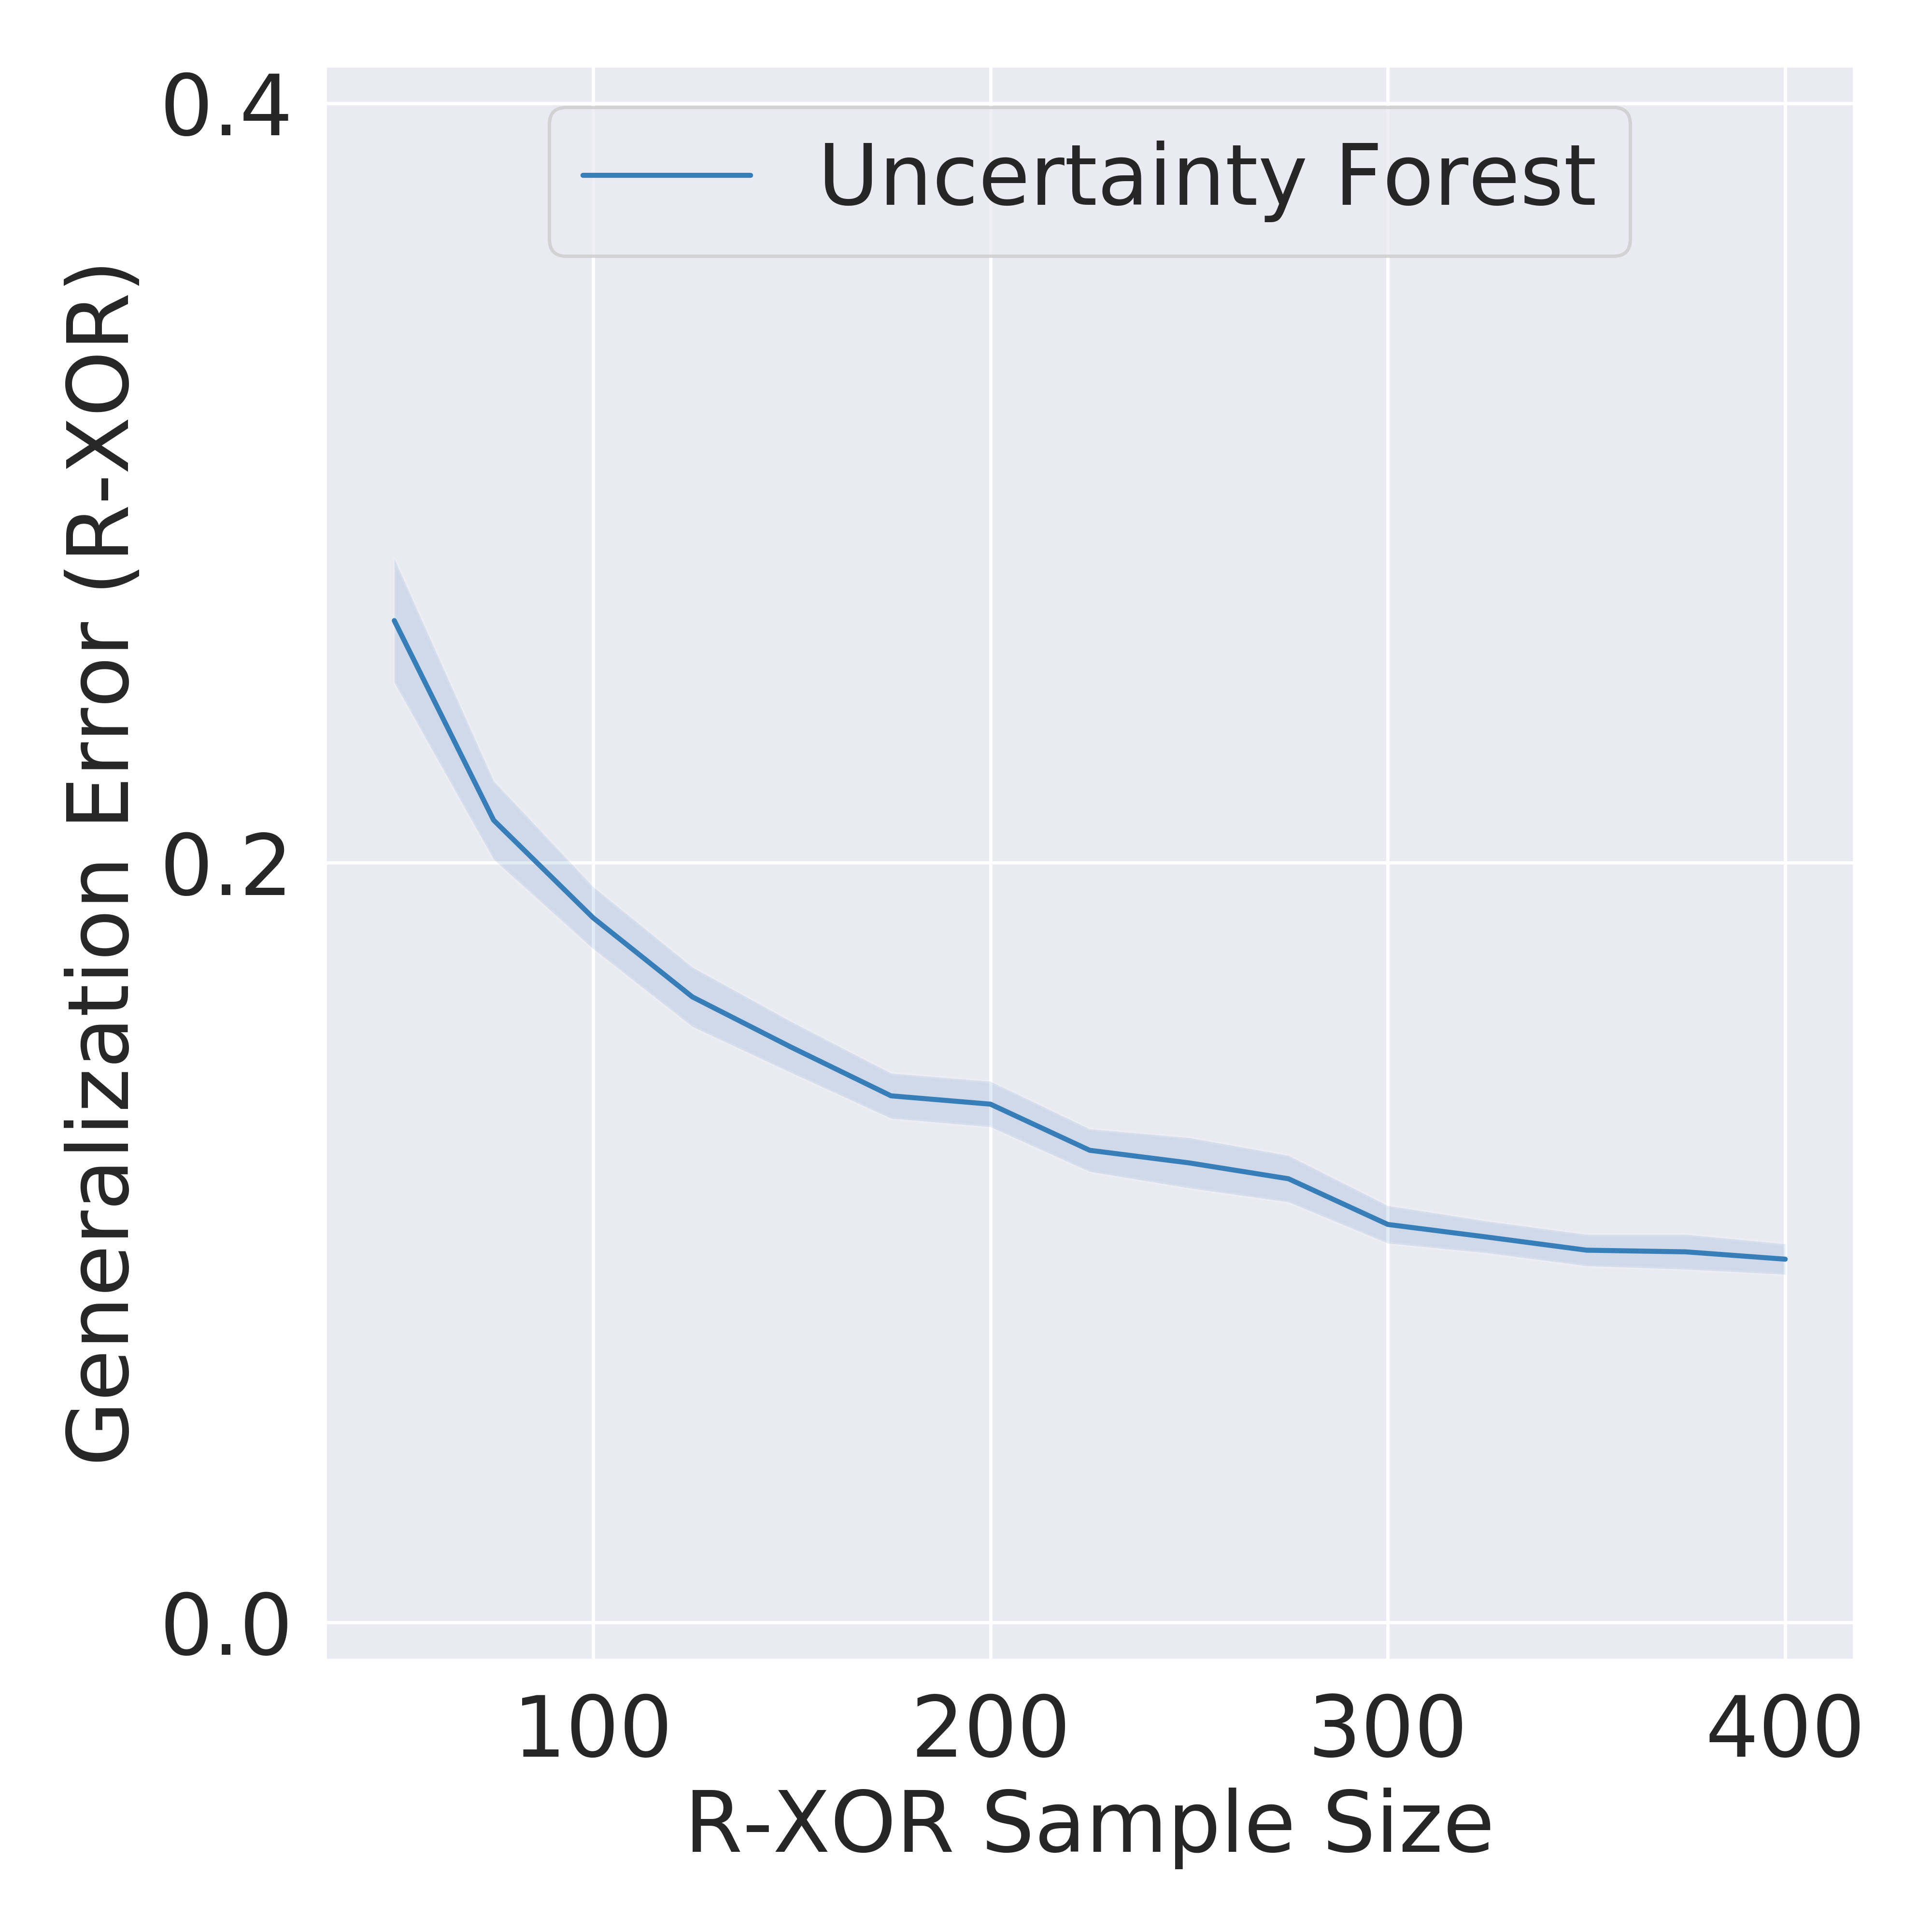 Generalization Error (R-XOR)
0.4
0.2
0.0
Uncertainty Forest
100 200 300 400
R-XOR Sample Size